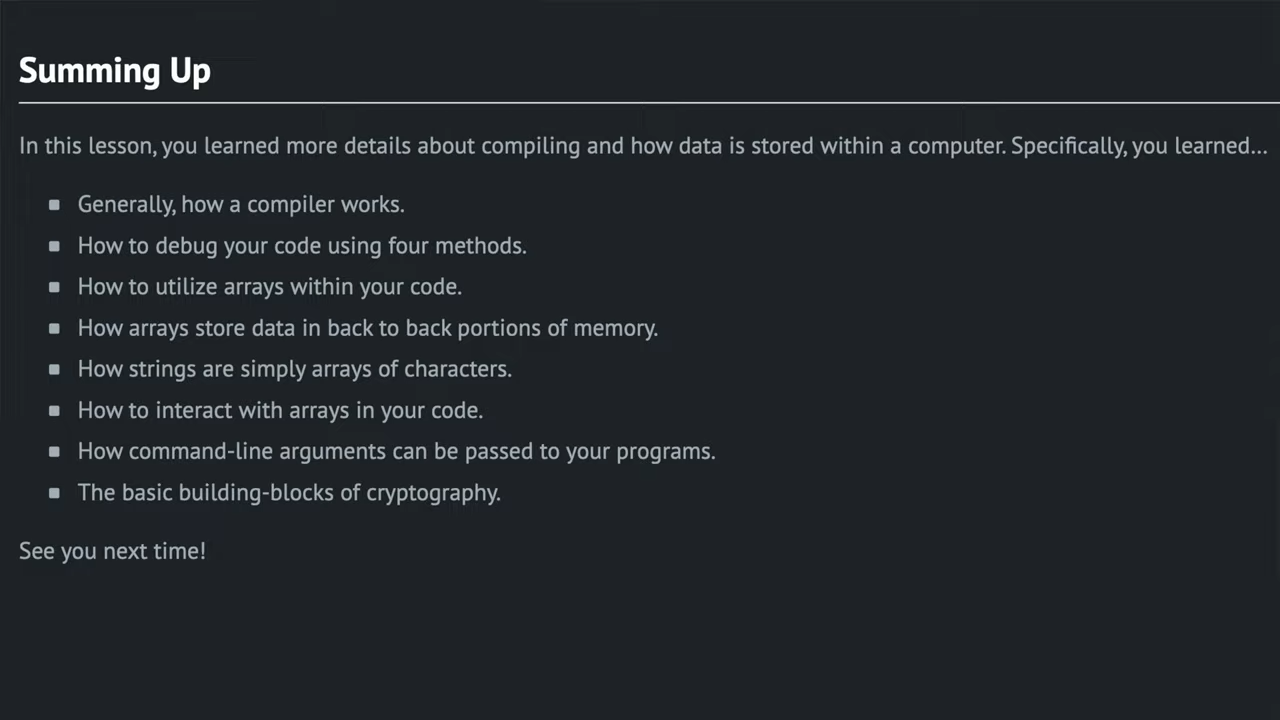 Summing Up
In this lesson, you learned more details about compiling and how data is stored within a computer. Specifically, you learned...
Generally, how a compiler works.
How to debug your code using four methods.
How to utilize arrays within your code.
How arrays store data in back to back portions of memory.
How strings are simply arrays of characters.
How to interact with arrays in your code.
How command-line arguments can be passed to your programs.
The basic building-blocks of cryptography.
See you next time!